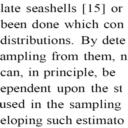 late seashells [15] or
been done which con
distributions. By dete
ampling from them, n
can, in principle, be
ependent upon the st
used in the sampling
eloping such estimato